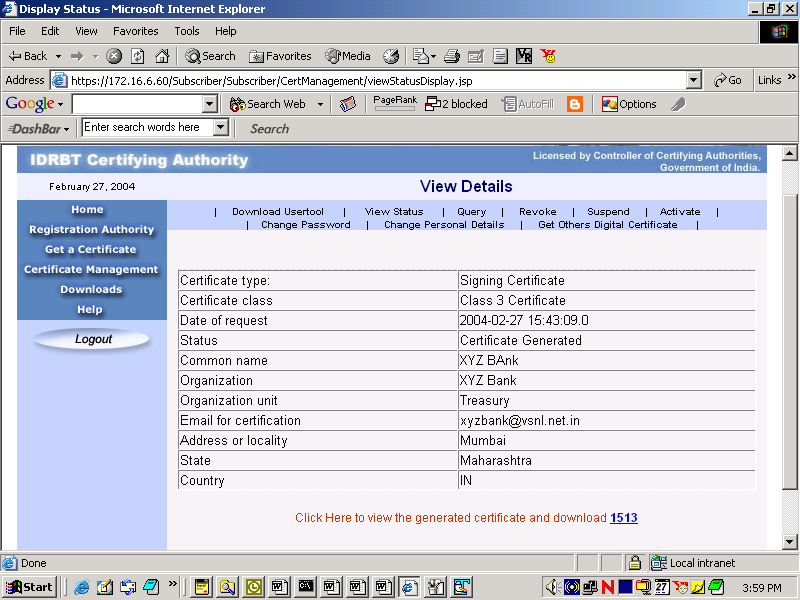 Display Status - Microsoft Internet Explorer
File Edit View Favorites Tools Help
Back Search Favorites Media
Address https://172.16.6.60/Subscriber/Subscriber/CertManagement/viewStatusDisplay.jsp Go Links »
Google Search Web PageRank 2 blocked AutoFill Options
DashBar Enter search words here Search
IDRBT Certifying Authority
Licensed by Controller of Certifying Authorities,
Government of India.
February 27, 2004 View Details
Home
Registration Authority
Get a Certificate
Certificate Management
Downloads
Help
Logout
| Download Usertool | View Status | Query | Revoke | Suspend | Activate |
| Change Password | Change Personal Details | Get Others Digital Certificate |
Certificate type: Signing Certificate
Certificate class Class 3 Certificate
Date of request 2004-02-27 15:43:09.0
Status Certificate Generated
Common name XYZ BAnk
Organization XYZ Bank
Organization unit Treasury
Email for certification xyzbank@vsnl.net.in
Address or locality Mumbai
State Maharashtra
Country IN
Click Here to view the generated certificate and download 1513
Done Local intranet
Start » 27 3:59 PM